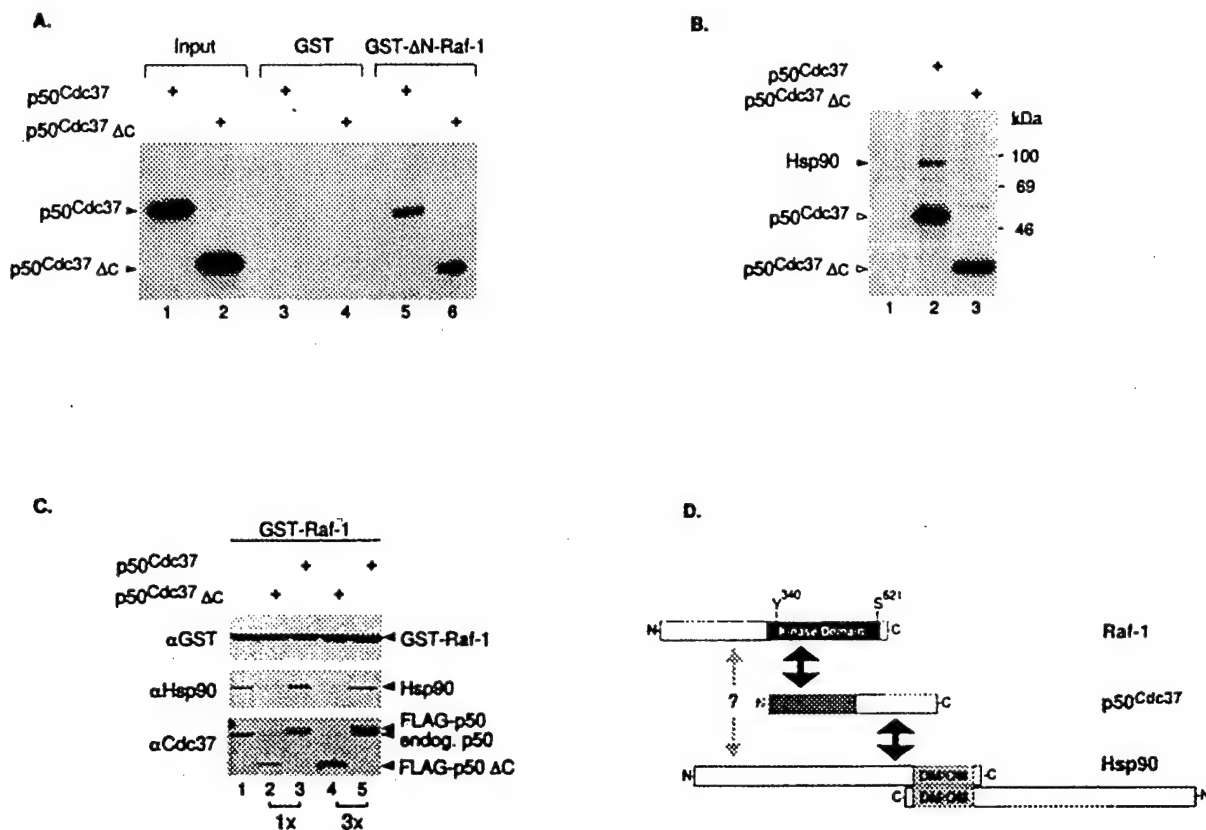 A.
Input GST GST-ΔN-Raf-1
p50Cdc37 + + +
p50Cdc37 ΔC + + +
p50Cdc37
p50Cdc37 ΔC
1 2 3 4 5 6
B.
p50Cdc37 +
p50Cdc37 ΔC +
kDa
Hsp90
100
69
p50Cdc37
46
p50Cdc37 ΔC
1 2 3
C.
GST-Raf-1
p50Cdc37 + +
p50Cdc37 ΔC + +
αGST GST-Raf-1
αHsp90 Hsp90
αCdc37 FLAG-p50
endog. p50
FLAG-p50 ΔC
1 2 3 4 5
1x 3x
D.
Y340 S621
N Kinase Domain C Raf-1
? C p50Cdc37
N C Hsp90
C N